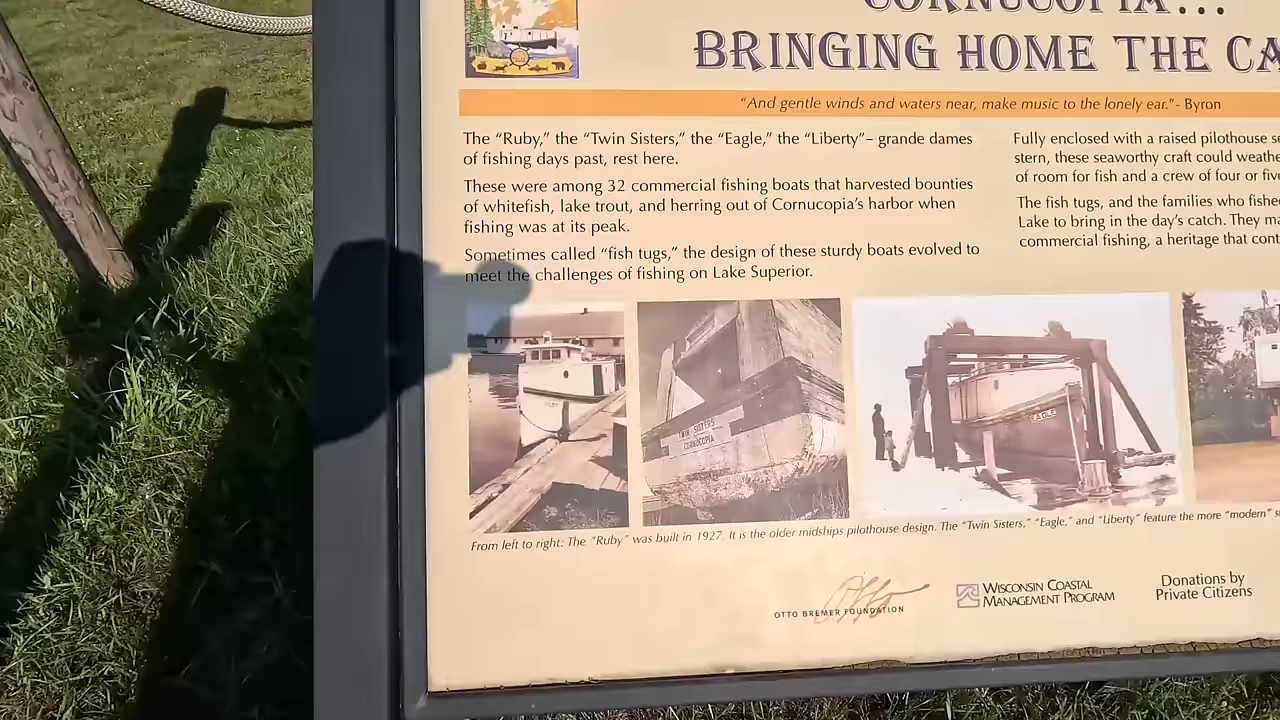 CORNUCOPIA...
BRINGING HOME THE CA
"And gentle winds and waters near, make music to the lonely ear."- Byron
The "Ruby," the "Twin Sisters," the "Eagle," the "Liberty"– grande dames
of fishing days past, rest here.
These were among 32 commercial fishing boats that harvested bounties
of whitefish, lake trout, and herring out of Cornucopia's harbor when
fishing was at its peak.
Sometimes called "fish tugs," the design of these sturdy boats evolved to
meet the challenges of fishing on Lake Superior.
Fully enclosed with a raised pilothouse s
stern, these seaworthy craft could weathe
of room for fish and a crew of four or five
The fish tugs, and the families who fishe
Lake to bring in the day's catch. They ma
commercial fishing, a heritage that cont
TWIN SISTERS
CORNUCOPIA
EAGLE
From left to right: The "Ruby" was built in 1927. It is the older midships pilothouse design. The "Twin Sisters," "Eagle," and "Liberty" feature the more "modern" s
Otto
OTTO BREMER FOUNDATION
WISCONSIN COASTAL
MANAGEMENT PROGRAM
Donations by
Private Citizens